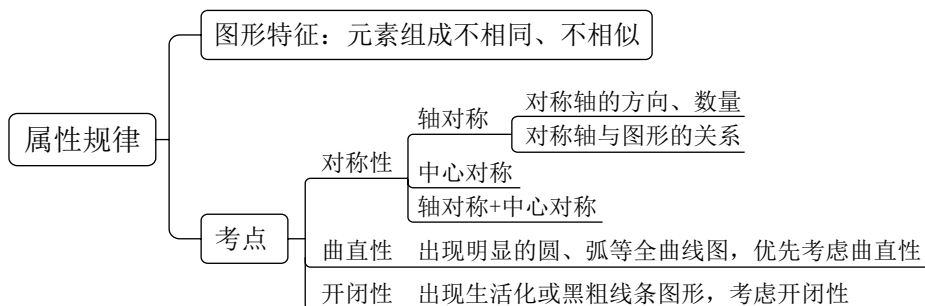 图形特征：元素组成不相同、不相似
属性规律
考点
对称性
轴对称
对称轴的方向、数量
对称轴与图形的关系
中心对称
轴对称+中心对称
曲直性 出现明显的圆、弧等全曲线图，优先考虑曲直性
开闭性 出现生活化或黑粗线条图形，考虑开闭性